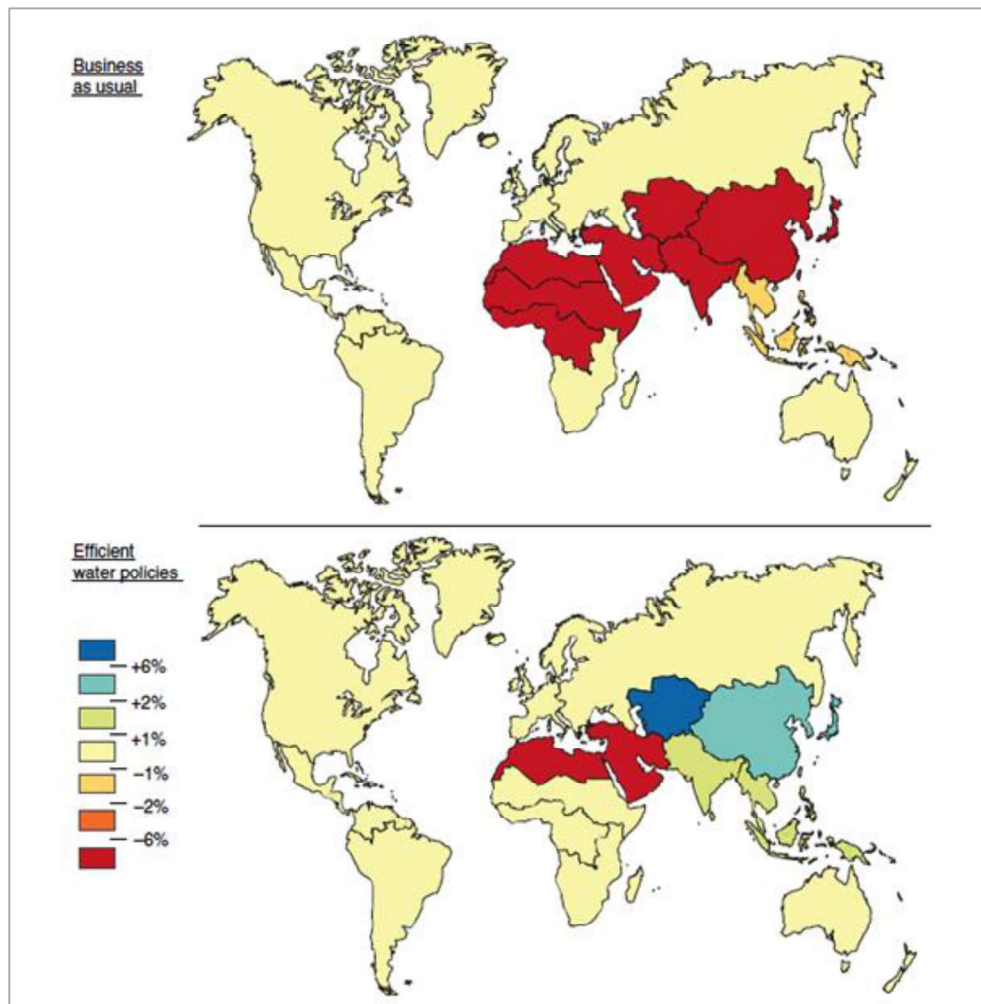 Business
as usual
Efficient
water policies
+6%
+2%
+1%
–1%
–2%
–6%